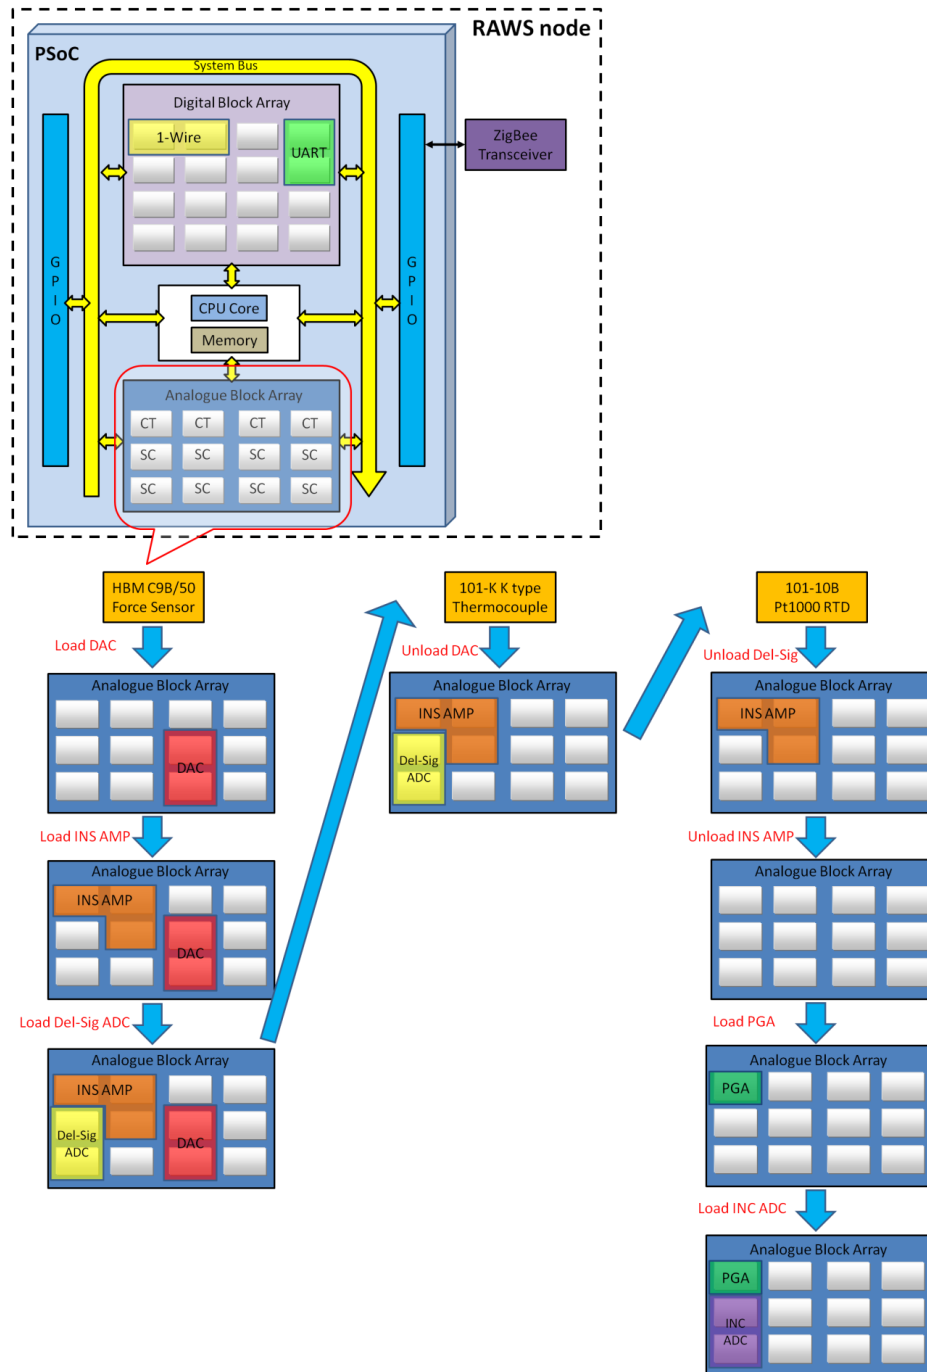 RAWS node
PSoC
System Bus
Digital Block Array
1-Wire
UART
ZigBee
Transceiver
G
P
I
O
G
P
I
O
CPU Core
Memory
Analogue Block Array
CT CT CT CT
SC SC SC SC
SC SC SC SC
HBM C9B/50
Force Sensor
Load DAC
Analogue Block Array
DAC
Load INS AMP
Analogue Block Array
INS AMP
DAC
Load Del-Sig ADC
Analogue Block Array
INS AMP
Del-Sig
ADC
DAC
101-K K type
Thermocouple
Unload DAC
Analogue Block Array
INS AMP
Del-Sig
ADC
101-10B
Pt1000 RTD
Unload Del-Sig
Analogue Block Array
INS AMP
Unload INS AMP
Analogue Block Array
Load PGA
Analogue Block Array
PGA
Load INC ADC
Analogue Block Array
PGA
INC
ADC